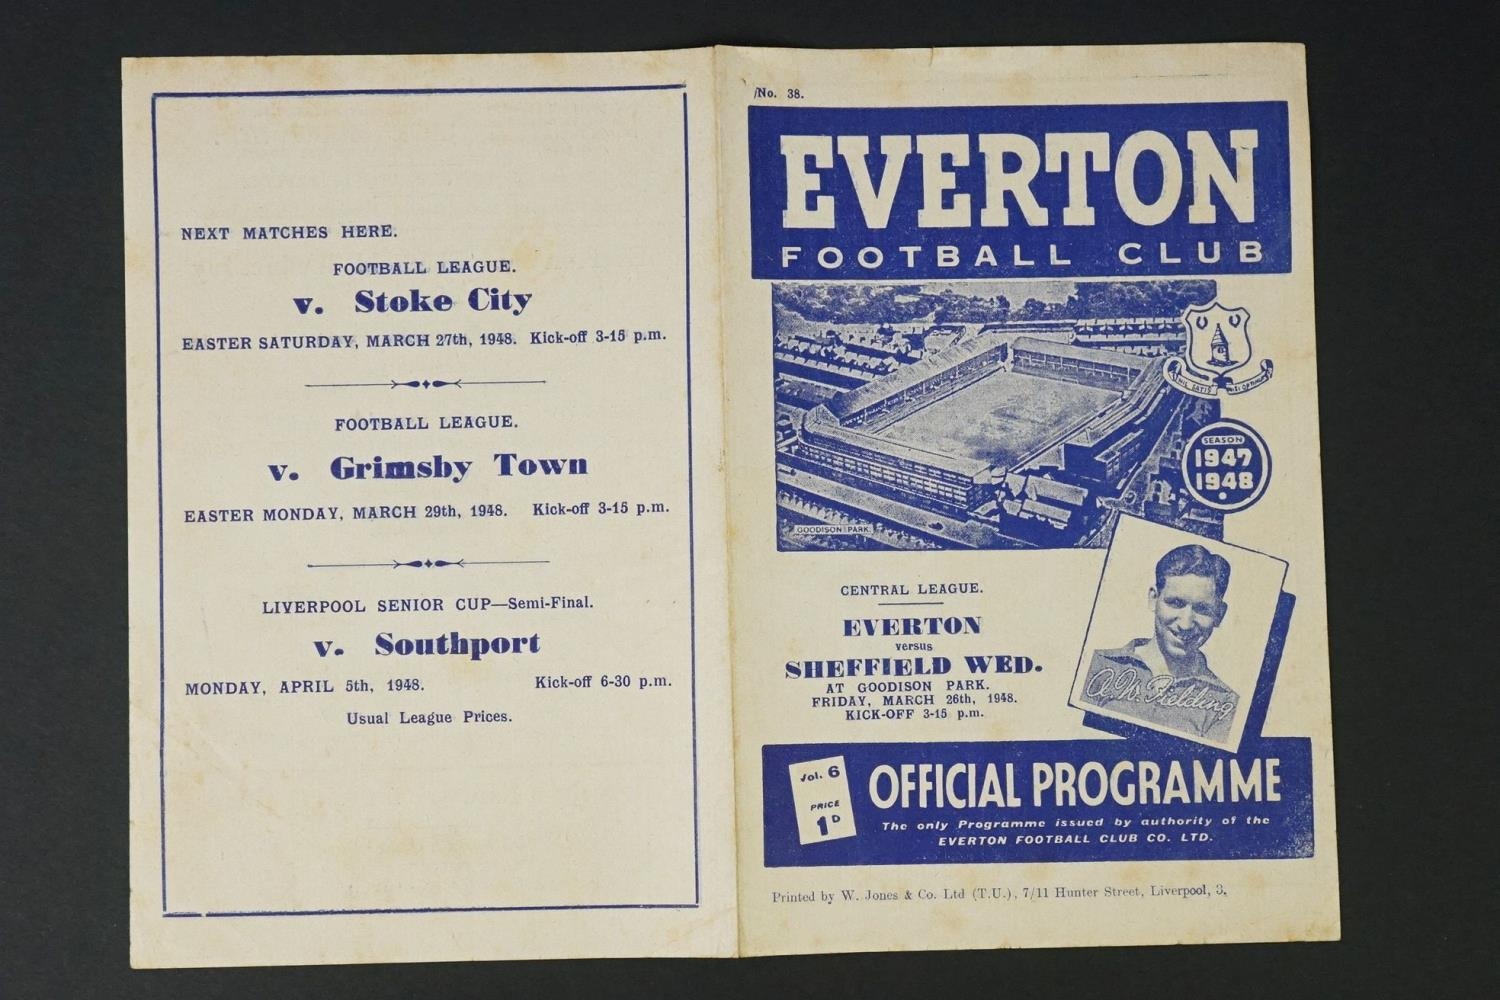 NEXT MATCHES HERE.
FOOTBALL LEAGUE.
v. Stoke City
EASTER SATURDAY, MARCH 27th, 1948. Kick-off 3-15 p.m.
FOOTBALL LEAGUE.
v. Grimsby Town
EASTER MONDAY, MARCH 29th, 1948. Kick-off 3-15 p.m.
LIVERPOOL SENIOR CUP—Semi-Final.
v. Southport
MONDAY, APRIL 5th, 1948. Kick-off 6-30 p.m.
Usual League Prices.
No. 38.
EVERTON
FOOTBALL CLUB
NIL SATIS NISI OPTIMUM
SEASON
1947
1948
GOODISON PARK
CENTRAL LEAGUE.
EVERTON
versus
SHEFFIELD WED.
AT GOODISON PARK.
FRIDAY, MARCH 26th, 1948.
KICK-OFF 3-15 p.m.
A. W. Fielding
Vol. 6
PRICE
1D
OFFICIAL PROGRAMME
The only Programme issued by authority of the
EVERTON FOOTBALL CLUB CO. LTD.
Printed by W. Jones & Co. Ltd (T.U.), 7/11 Hunter Street, Liverpool, 3.